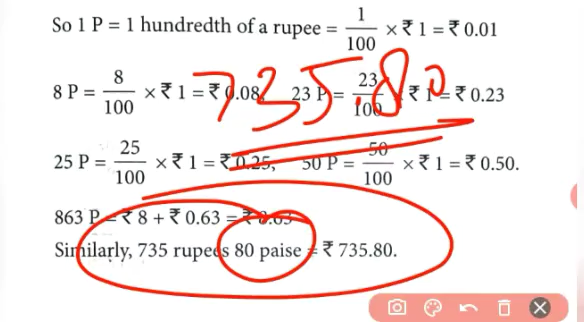 So 1 P = 1 hundredth of a rupee = 1/100 × ₹ 1 = ₹ 0.01
8 P = 8/100 × ₹ 1 = ₹ 0.08, 23 P = 23/100 × ₹ 1 = ₹ 0.23
735.80
25 P = 25/100 × ₹ 1 = ₹ 0.25, 50 P = 50/100 × ₹ 1 = ₹ 0.50.
863 P = ₹ 8 + ₹ 0.63 = ₹ 8.63
Similarly, 735 rupees 80 paise = ₹ 735.80.